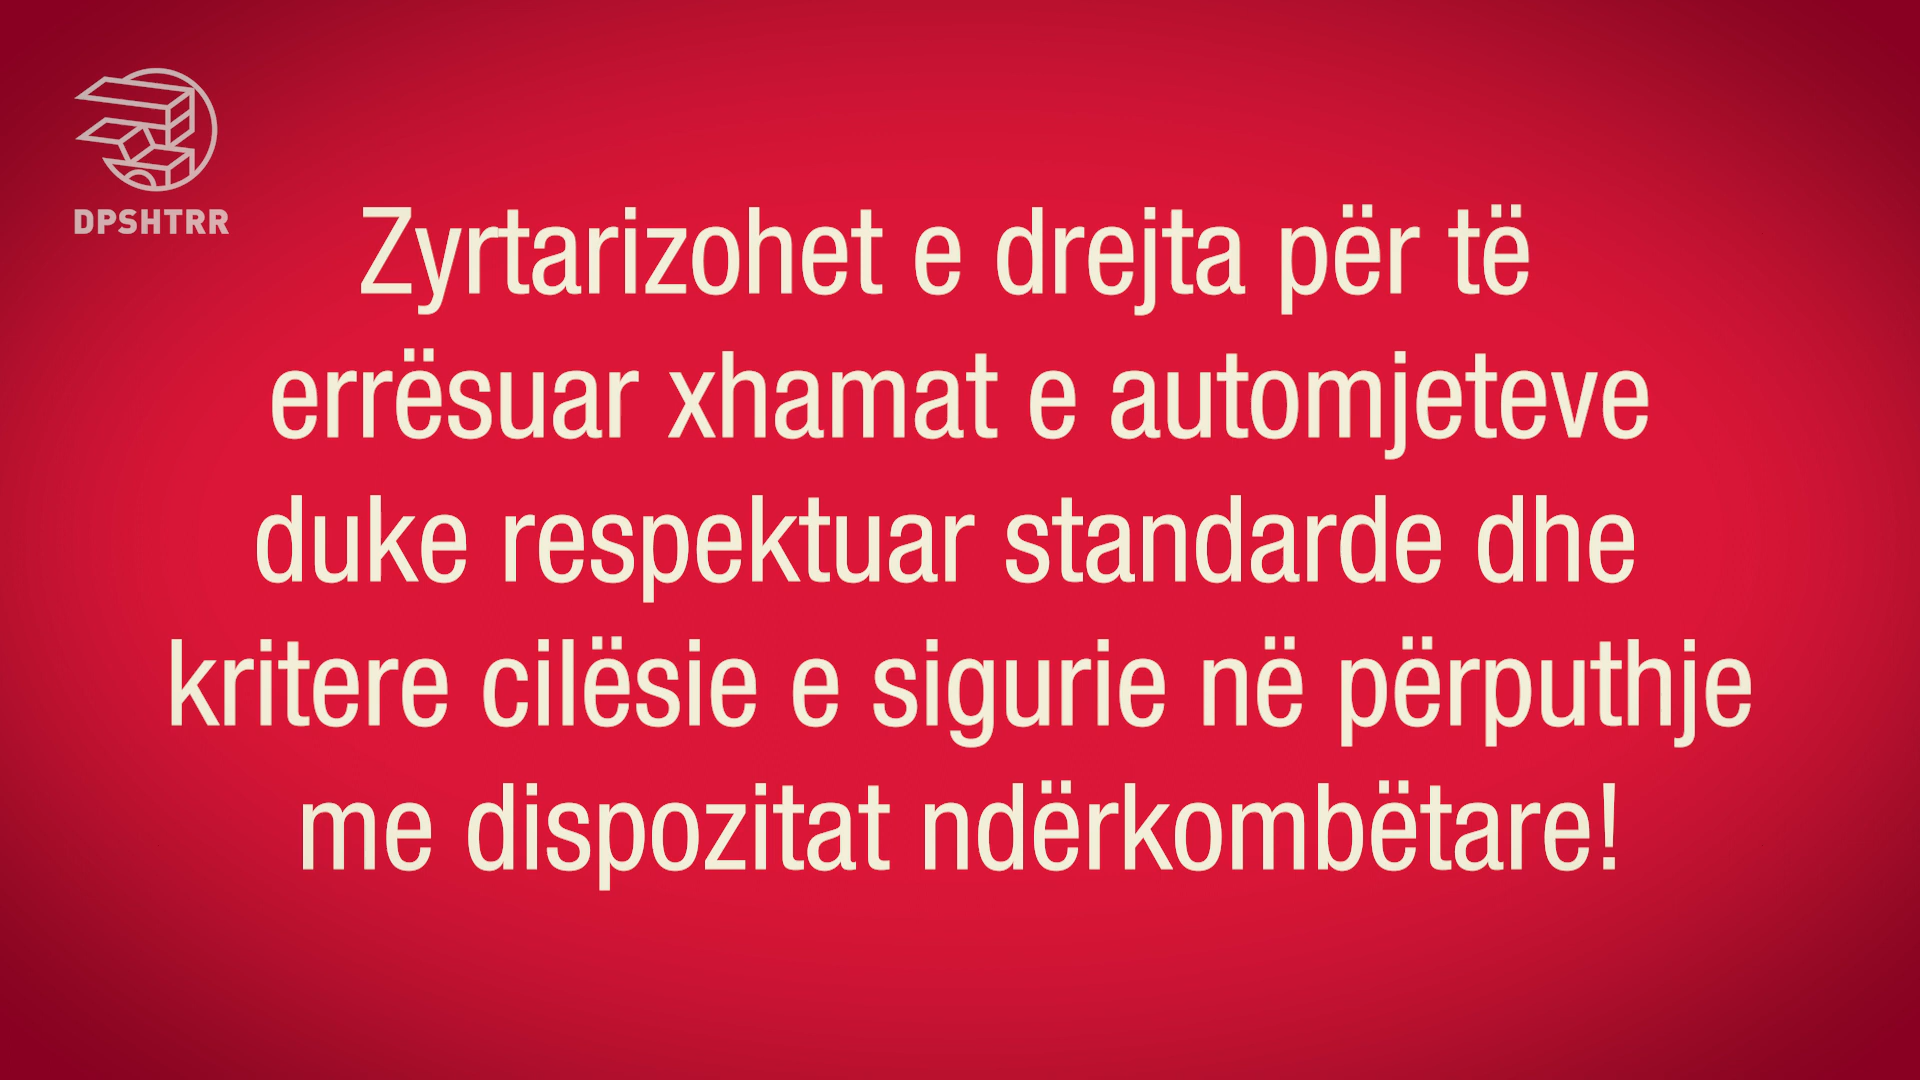 DPSHTRR
Zyrtarizohet e drejta për të
errësuar xhamat e automjeteve
duke respektuar standarde dhe
kritere cilësie e sigurie në përputhje
me dispozitat ndërkombëtare!